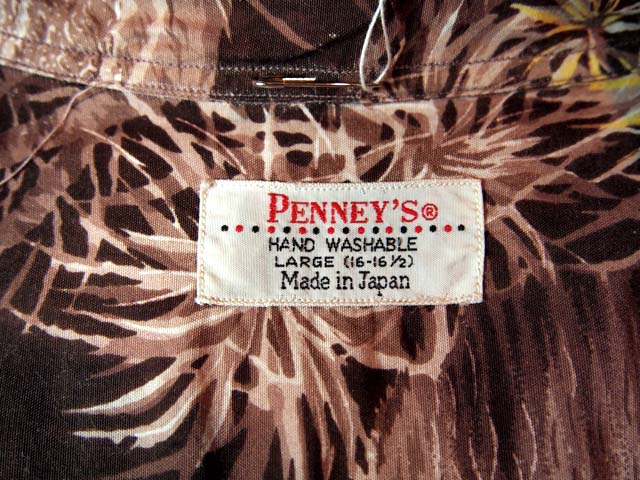 PENNEY'S®
HAND WASHABLE
LARGE (16-16½)
Made in Japan